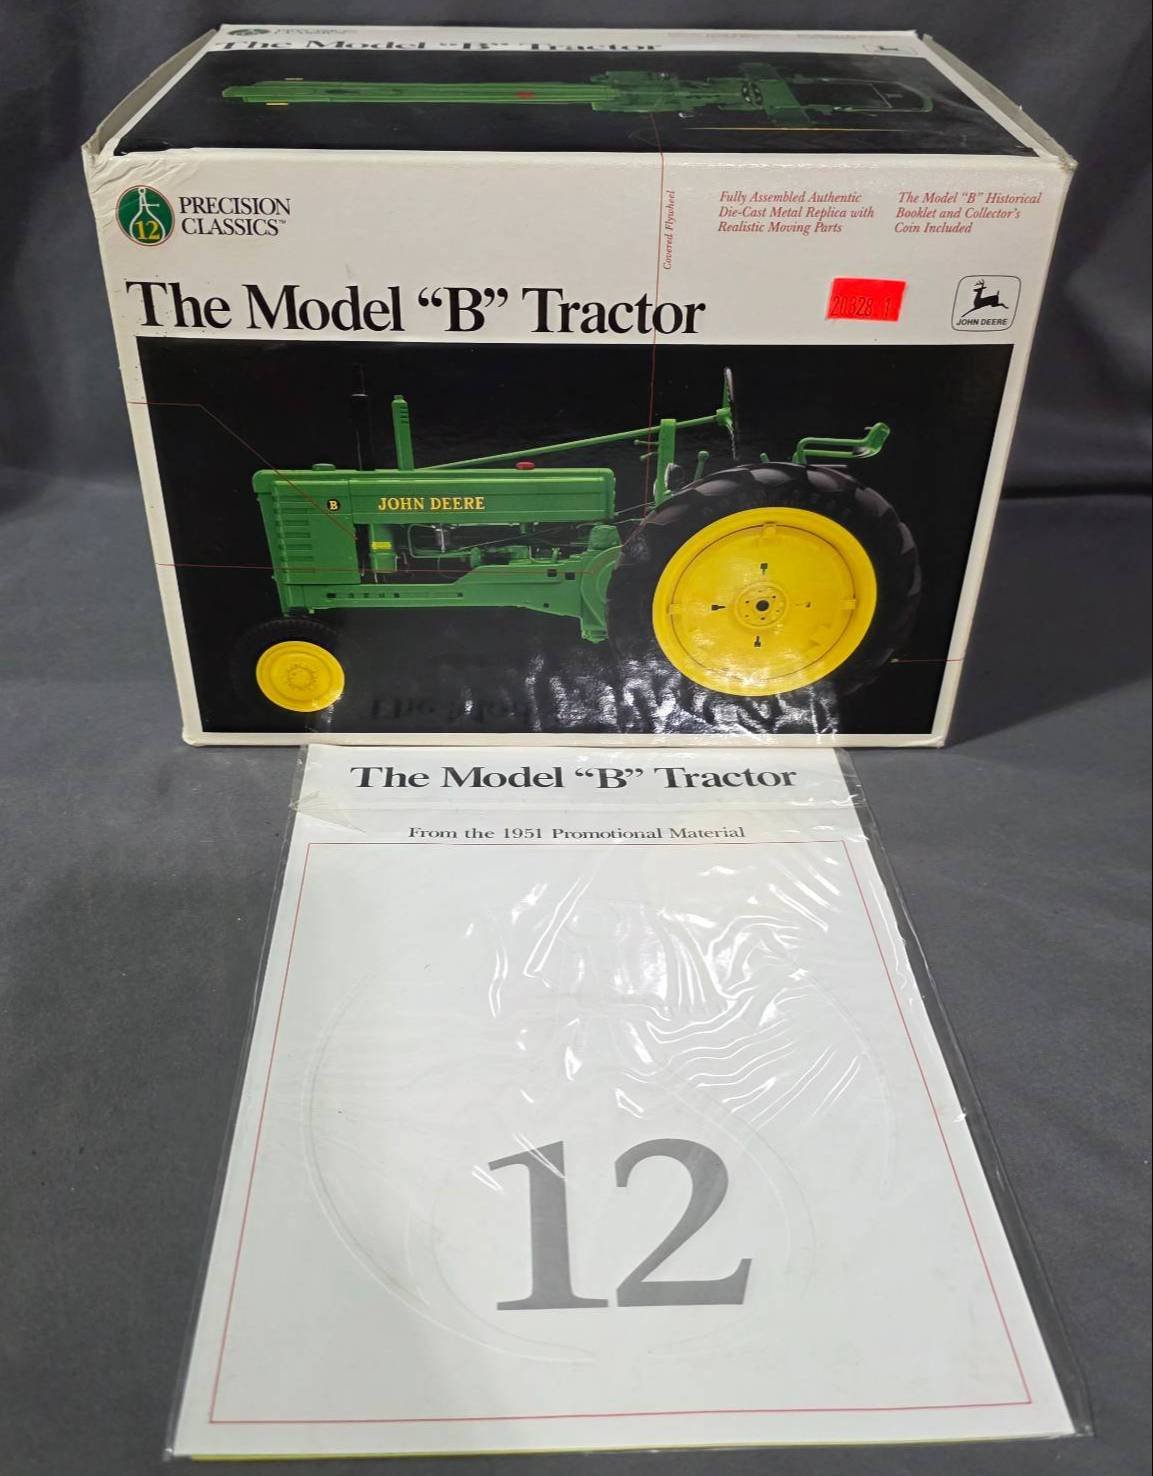 The Model "B" Tractor
PRECISION
CLASSICS™
12
Covered Flywheel
Fully Assembled Authentic
Die-Cast Metal Replica with
Realistic Moving Parts
The Model "B" Historical
Booklet and Collector's
Coin Included
The Model "B" Tractor
20328 1
JOHN DEERE
B
JOHN DEERE
The Model "B" Tractor
From the 1951 Promotional Material
12